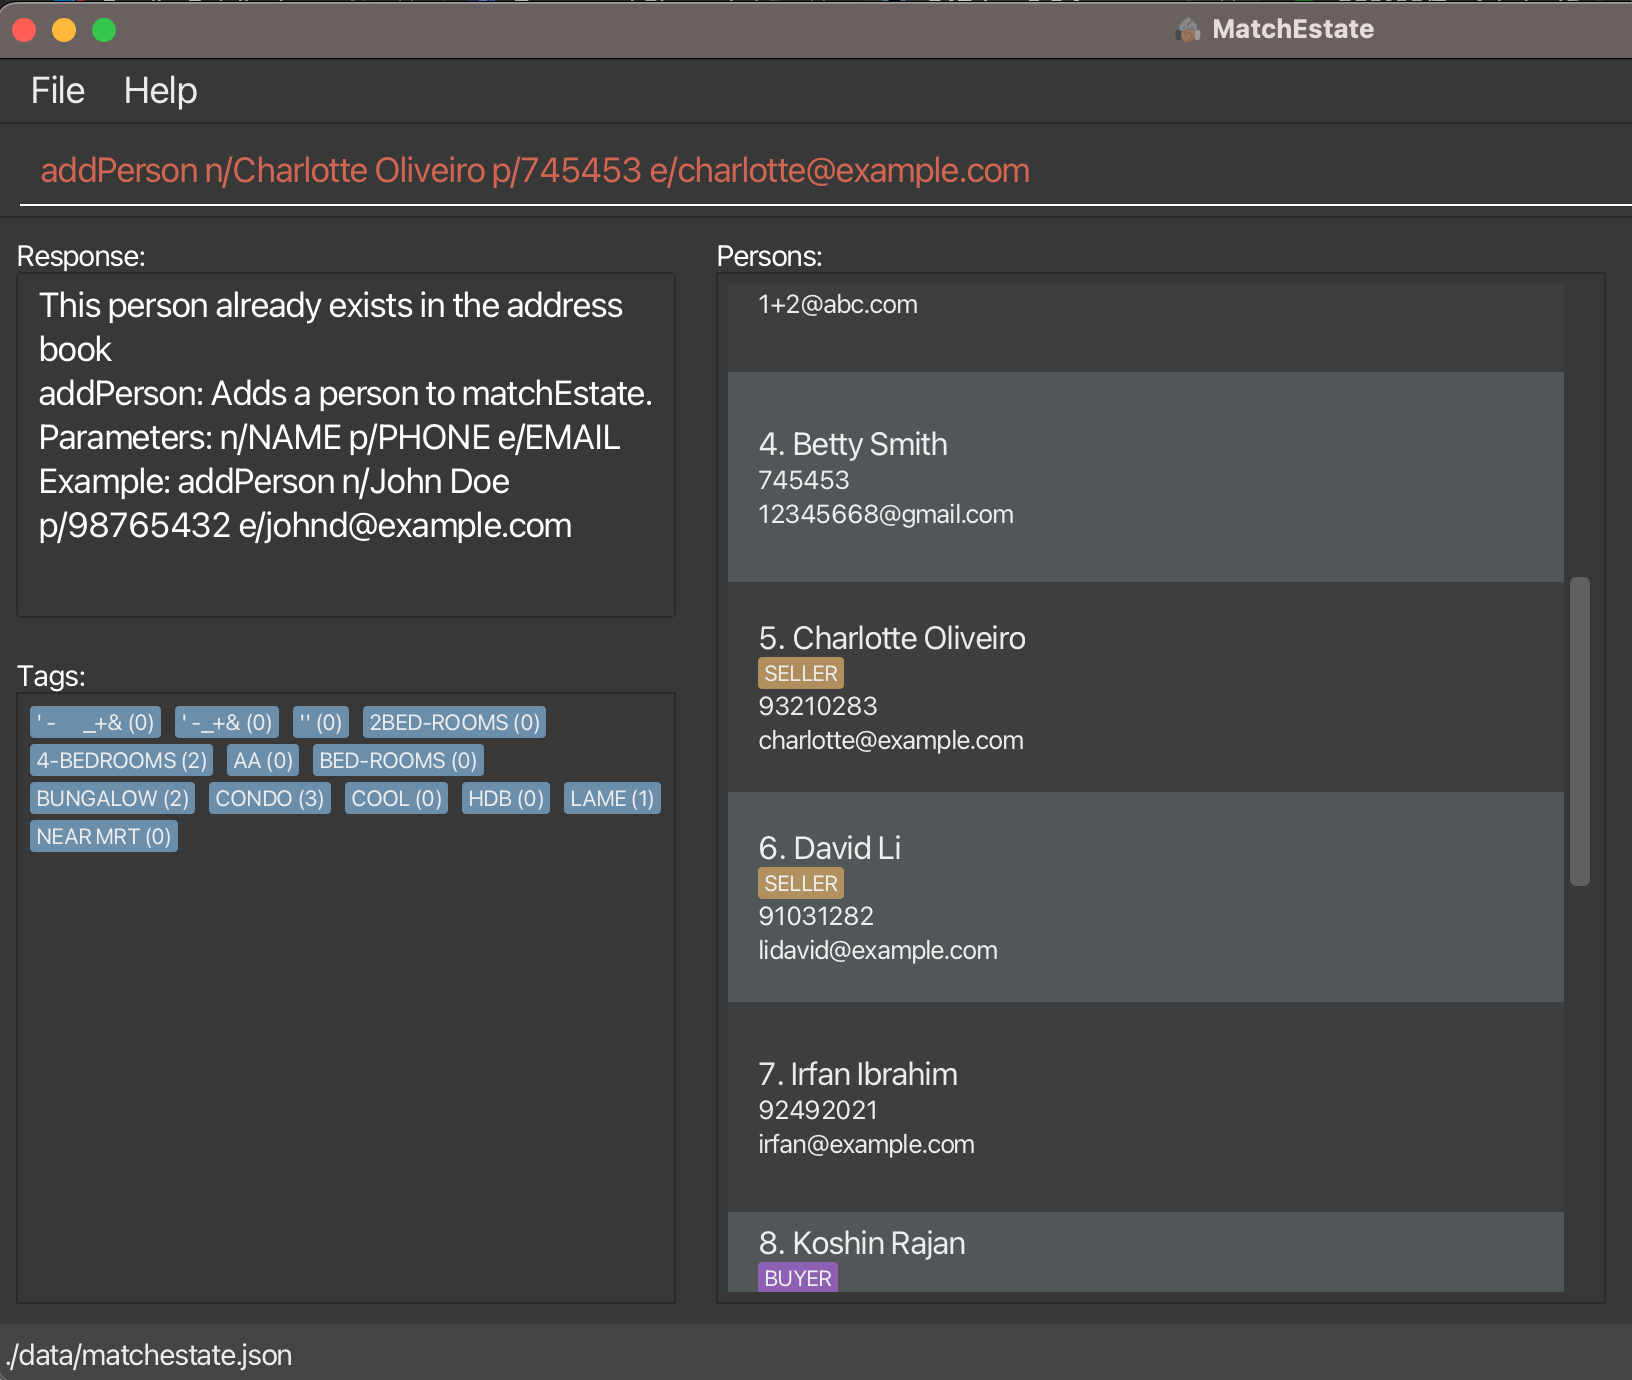 MatchEstate
File Help
addPerson n/Charlotte Oliveiro p/745453 e/charlotte@example.com
Response:
This person already exists in the address
book
addPerson: Adds a person to matchEstate.
Parameters: n/NAME p/PHONE e/EMAIL
Example: addPerson n/John Doe
p/98765432 e/johnd@example.com
Tags:
' -     _+& (0) ' -_+& (0) '' (0) 2BED-ROOMS (0)
4-BEDROOMS (2) AA (0) BED-ROOMS (0)
BUNGALOW (2) CONDO (3) COOL (0) HDB (0) LAME (1)
NEAR MRT (0)
Persons:
1+2@abc.com
4. Betty Smith
745453
12345668@gmail.com
5. Charlotte Oliveiro
SELLER
93210283
charlotte@example.com
6. David Li
SELLER
91031282
lidavid@example.com
7. Irfan Ibrahim
92492021
irfan@example.com
8. Koshin Rajan
BUYER
./data/matchestate.json